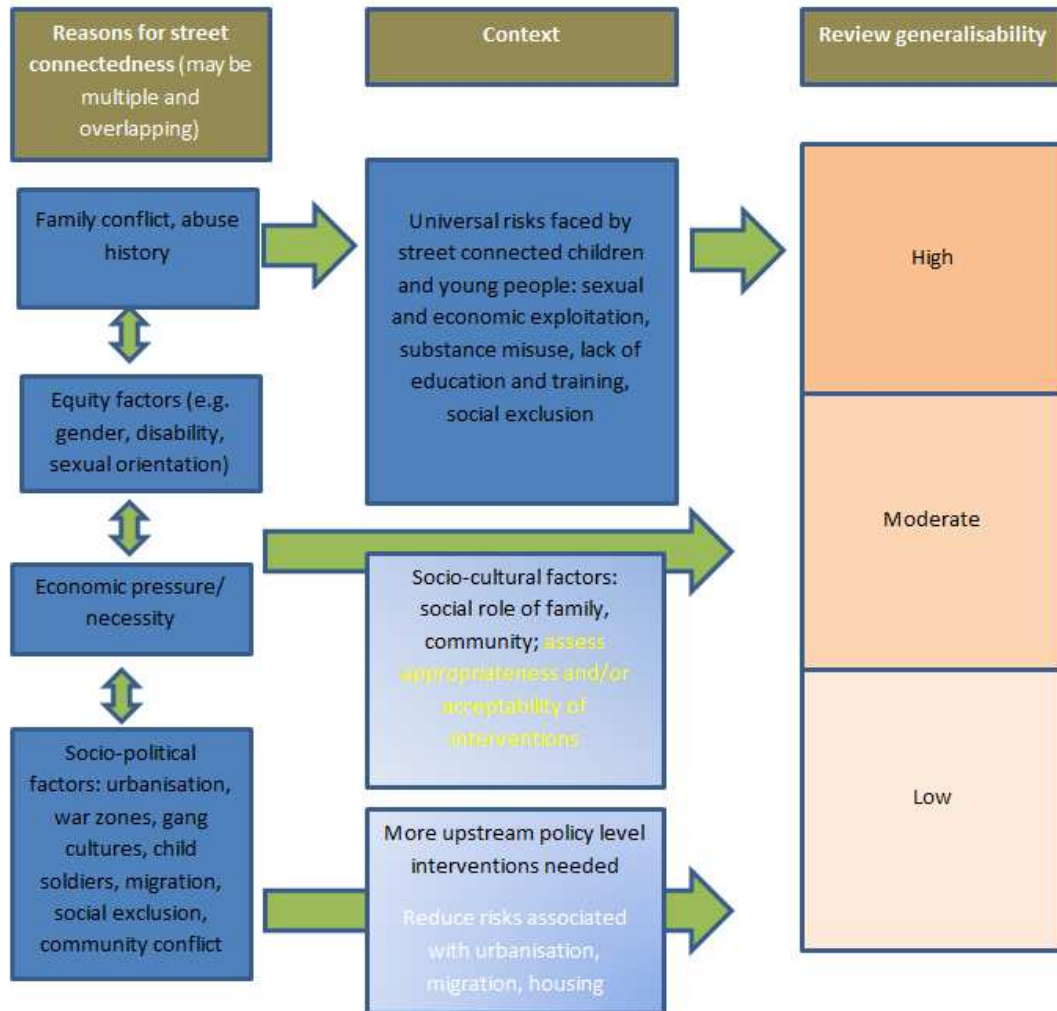 Reasons for street
connectedness (may be
multiple and
overlapping)
Context
Review generalisability
Family conflict, abuse
history
Universal risks faced by
street connected children
and young people: sexual
and economic exploitation,
substance misuse, lack of
education and training,
social exclusion
High
Equity factors (e.g.
gender, disability,
sexual orientation)
Moderate
Economic pressure/
necessity
Socio-cultural factors:
social role of family,
community; assess
appropriateness and/or
acceptability of
interventions
Socio-political
factors: urbanisation,
war zones, gang
cultures, child
soldiers, migration,
social exclusion,
community conflict
More upstream policy level
interventions needed
Reduce risks associated
with urbanisation,
migration, housing
Low